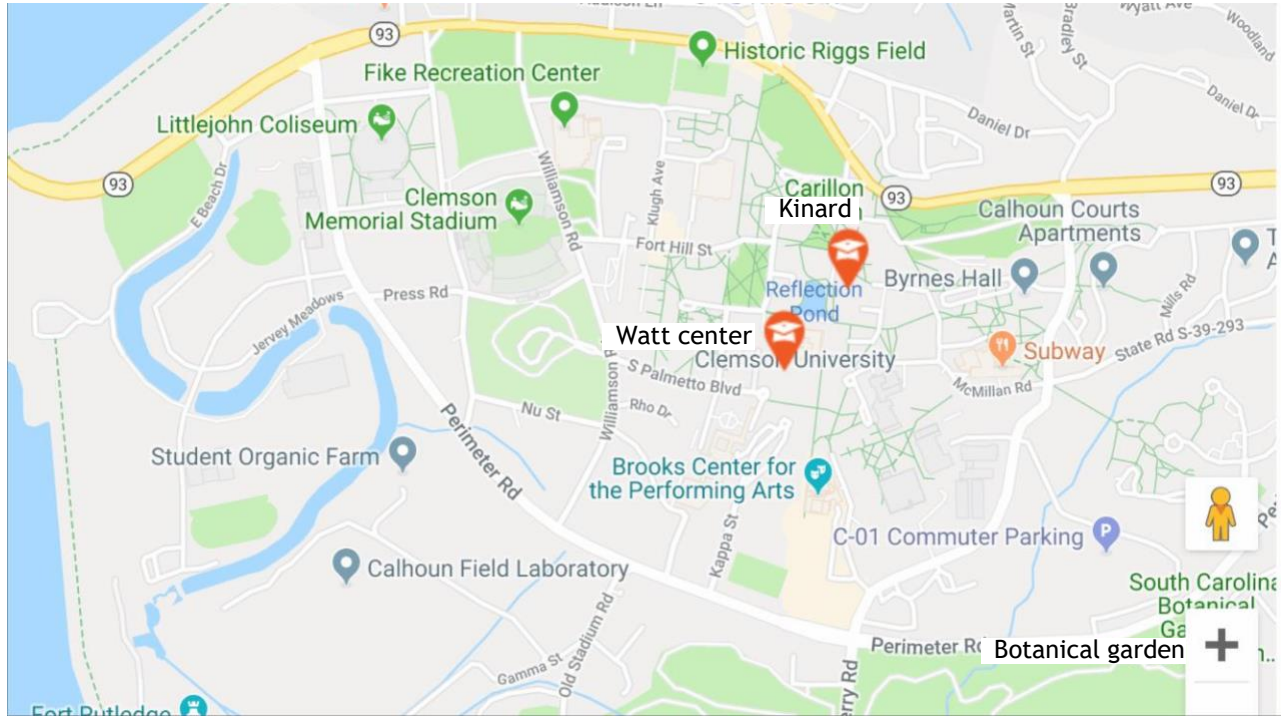 93
Historic Riggs Field
Wyatt Ave
Woodland
Martin St
Bradley St
Fike Recreation Center
Daniel Dr
Daniel Dr
Littlejohn Coliseum
93
E Beach Dr
Williamson Rd
Klugh Ave
Carillon
93
93
Clemson
Memorial Stadium
Kinard
Calhoun Courts
Apartments
Fort Hill St
Byrnes Hall
Reflection
Pond
Press Rd
Jervey Meadows
Mills Rd
Watt center
Clemson University
Subway
State Rd S-39-293
S Palmetto Blvd
McMillan Rd
Williamson R
Nu St
Rho Dr
Perimeter Rd
Student Organic Farm
Brooks Center for
the Performing Arts
P
C-01 Commuter Parking
Kappa St
Calhoun Field Laboratory
South Carolina
Botanical
Ga
Perimeter R
Botanical garden
+
Gamma St
Old Stadium Rd
erry Rd
Fort Rutledge